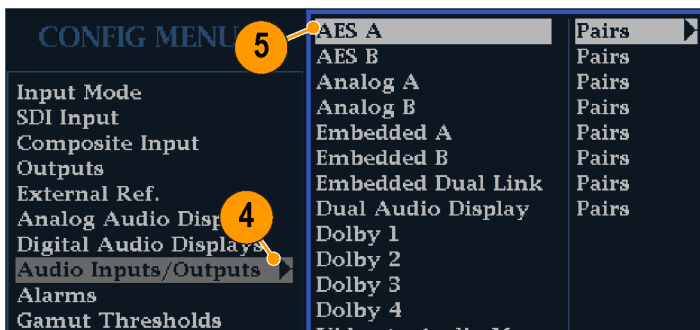 CONFIG MENU
5
Input Mode
SDI Input
Composite Input
Outputs
External Ref.
Analog Audio
4
Digital Audio Displays
Audio Inputs/Outputs
Alarms
Gamut Thresholds
AES A Pairs
AES B Pairs
Analog A Pairs
Analog B Pairs
Embedded A Pairs
Embedded B Pairs
Embedded Dual Link Pairs
Dual Audio Display Pairs
Dolby 1
Dolby 2
Dolby 3
Dolby 4